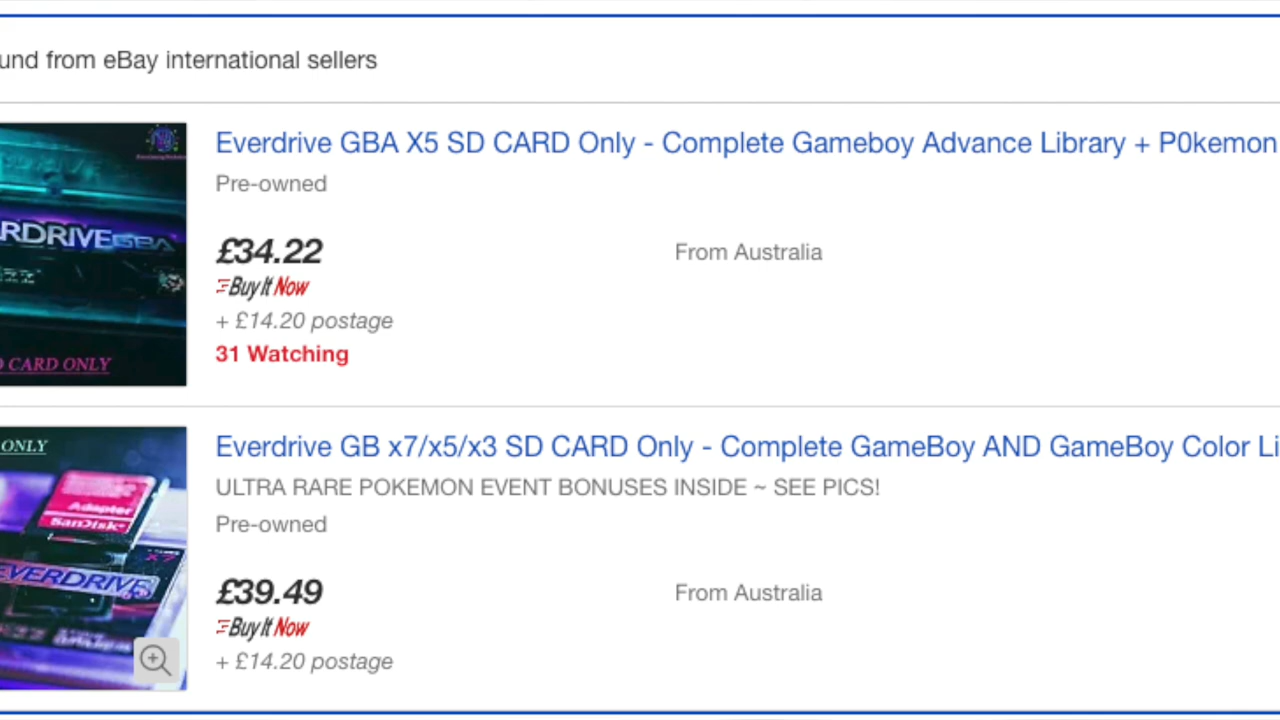 und from eBay international sellers
Everdrive GBA X5 SD CARD Only - Complete Gameboy Advance Library + P0kemon
Pre-owned
RDRIVEGBA
£34.22
From Australia
Buy It Now
+ £14.20 postage
31 Watching
CARD ONLY
Everdrive GB x7/x5/x3 SD CARD Only - Complete GameBoy AND GameBoy Color Li
ONLY
ULTRA RARE POKEMON EVENT BONUSES INSIDE ~ SEE PICS!
Adapter
SanDisk
Pre-owned
X7
EVERDRIVE
£39.49
From Australia
Buy It Now
+ £14.20 postage